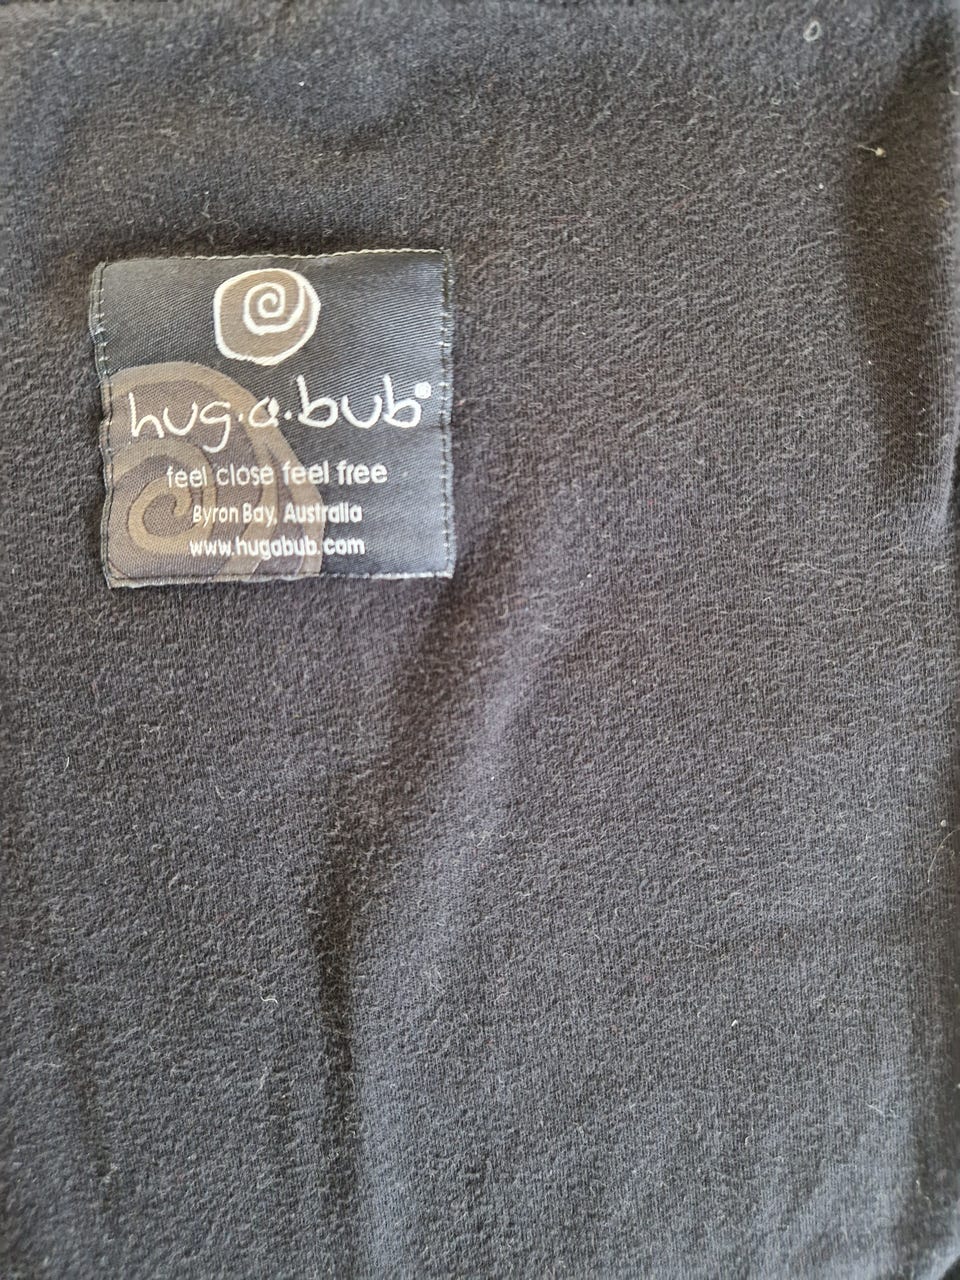 hug.a.bub®
feel close feel free
Byron Bay, Australia
www.hugabub.com